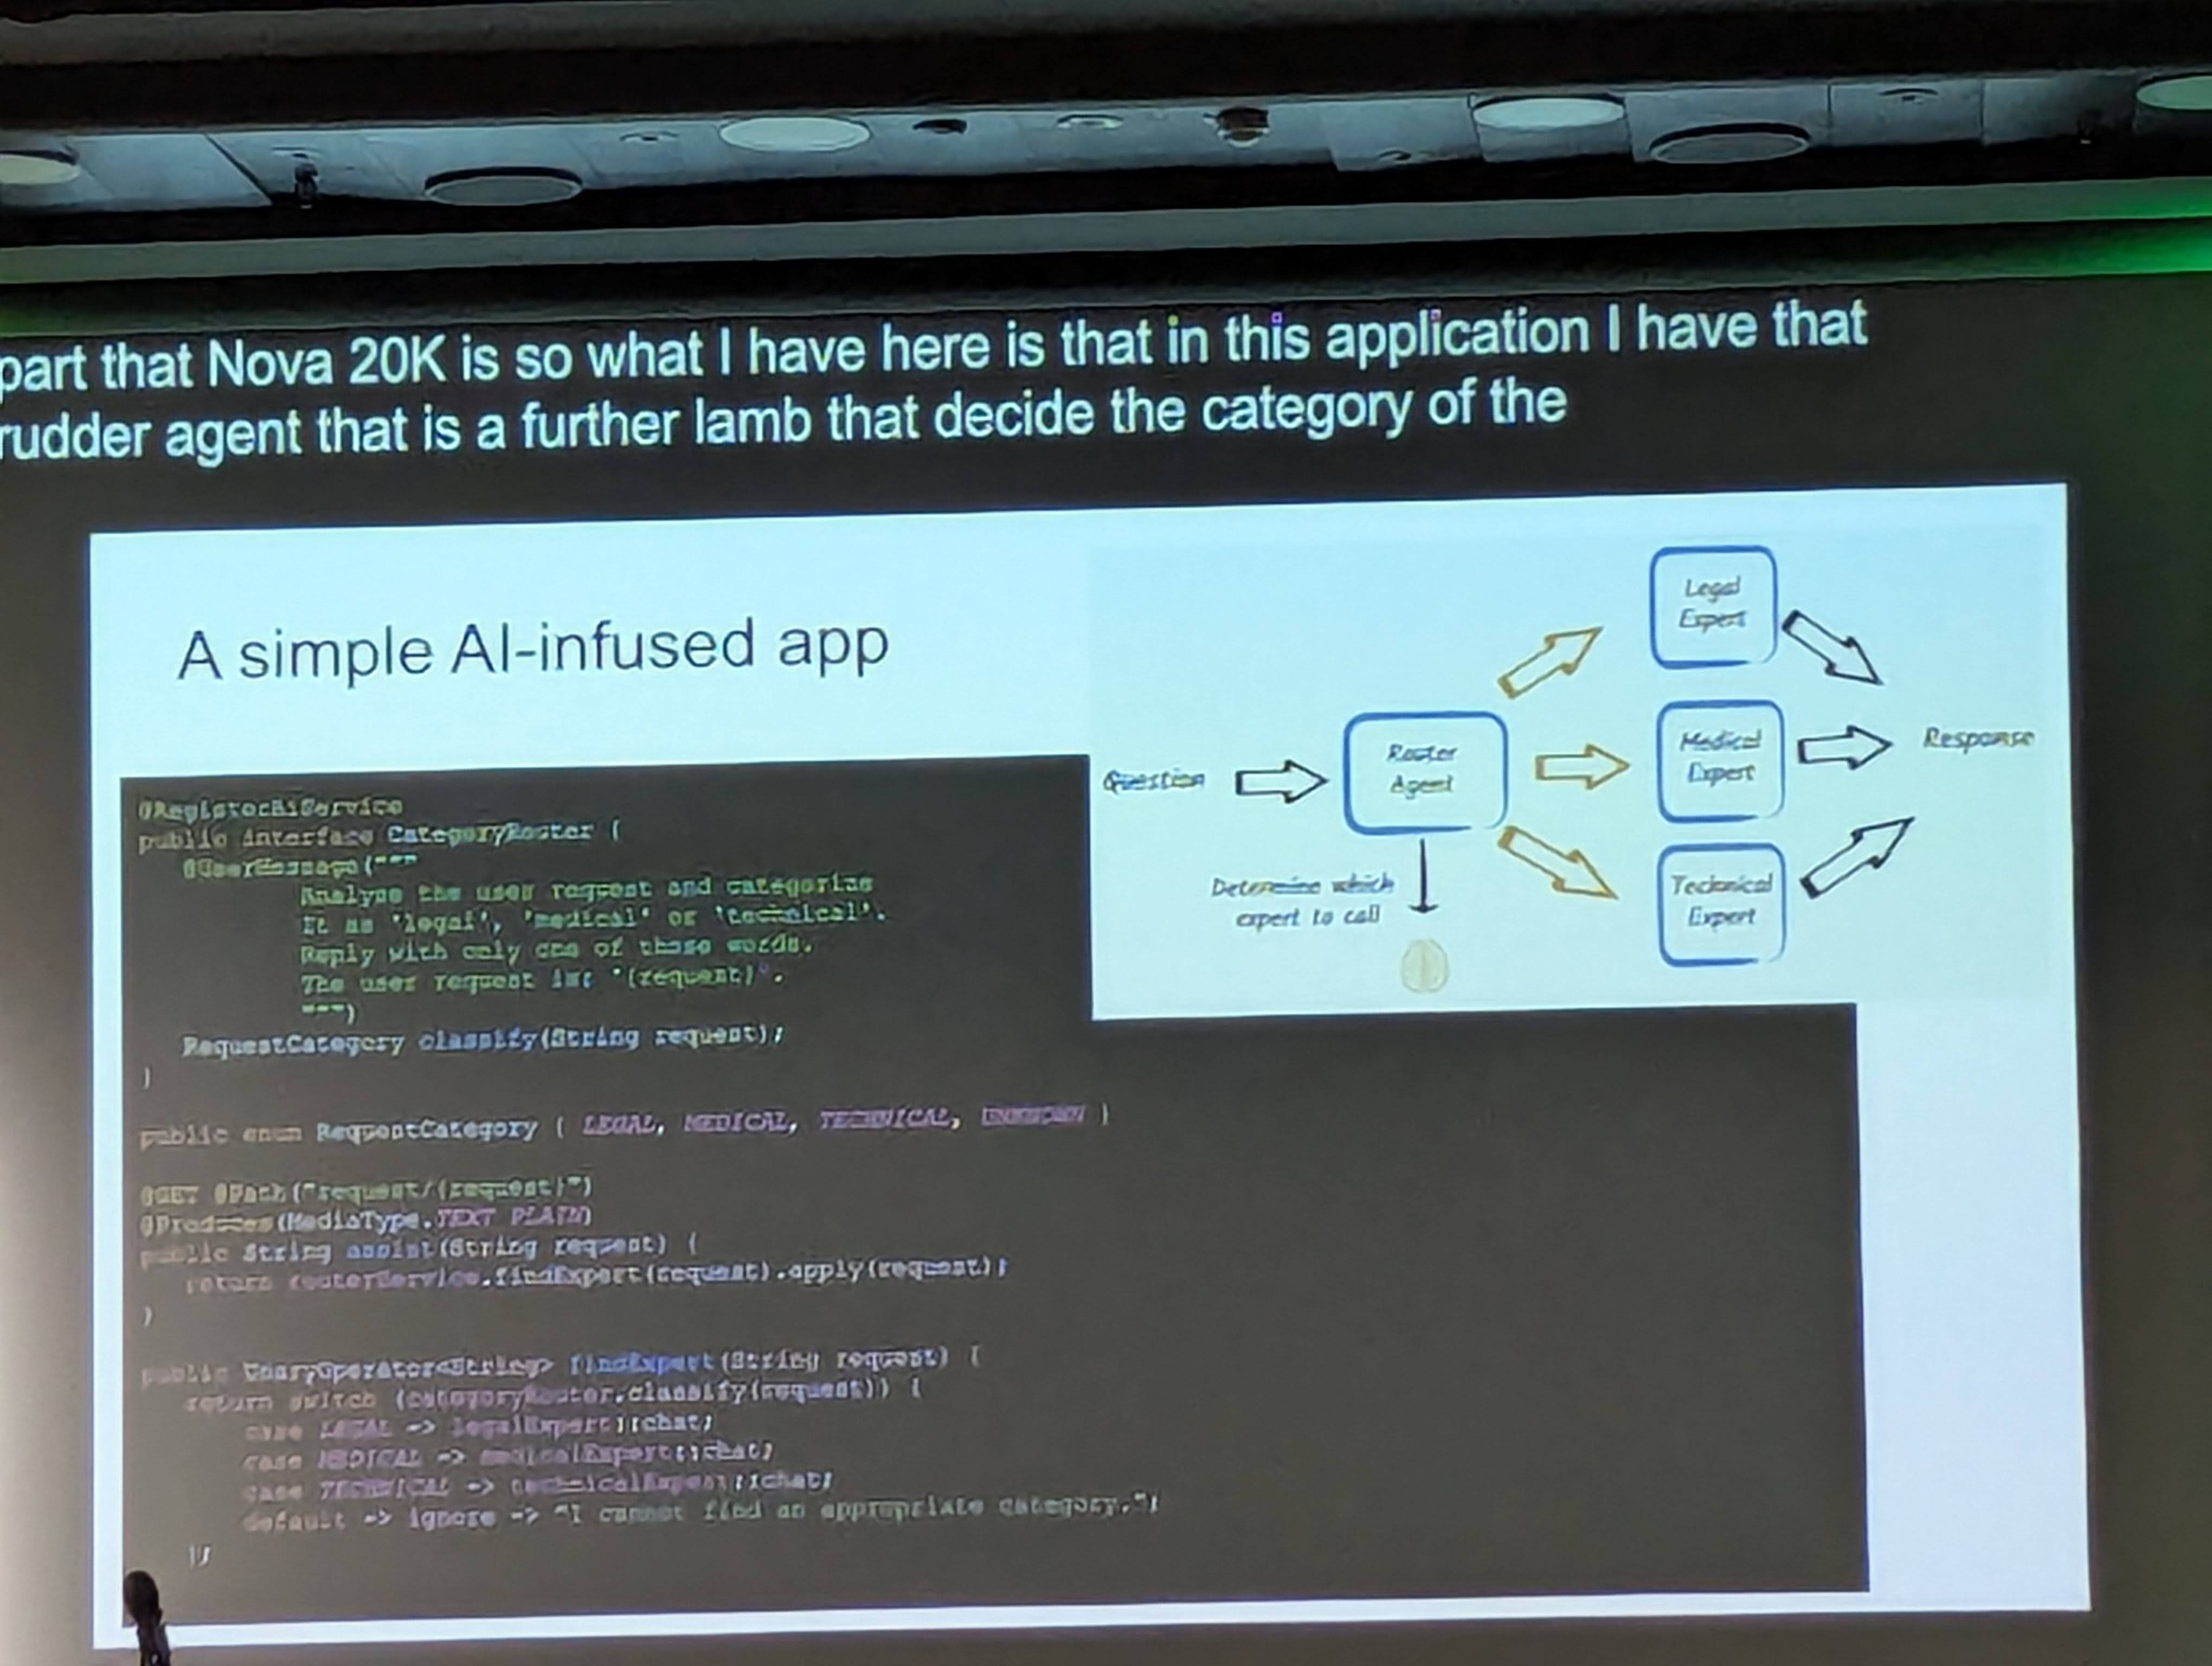 part that Nova 20K is so what I have here is that in this application I have that
rudder agent that is a further lamb that decide the category of the
A simple AI-infused app
Legal
Expert
Question
Router
Agent
Medical
Expert
Response
Determine which
expert to call
Technical
Expert
@RegisterAiService
public interface CategoryRouter {
@UserMessage("""
Analyse the user request and categorize
it as 'legal', 'medical' or 'technical'.
Reply with only one of these words.
The user request is: '{request}'.
""")
RequestCategory classify(String request);
}
public enum RequestCategory { LEGAL, MEDICAL, TECHNICAL, UNKNOWN }
@GET @Path("request/{request}")
@Produces(MediaType.TEXT_PLAIN)
public String assist(String request) {
return routerService.findExpert(request).apply(request);
}
public UnaryOperator<String> findExpert(String request) {
return switch (categoryRouter.classify(request)) {
case LEGAL -> legalExpert::chat;
case MEDICAL -> medicalExpert::chat;
case TECHNICAL -> technicalExpert::chat;
default -> ignore -> "I cannot find an appropriate category.";
};